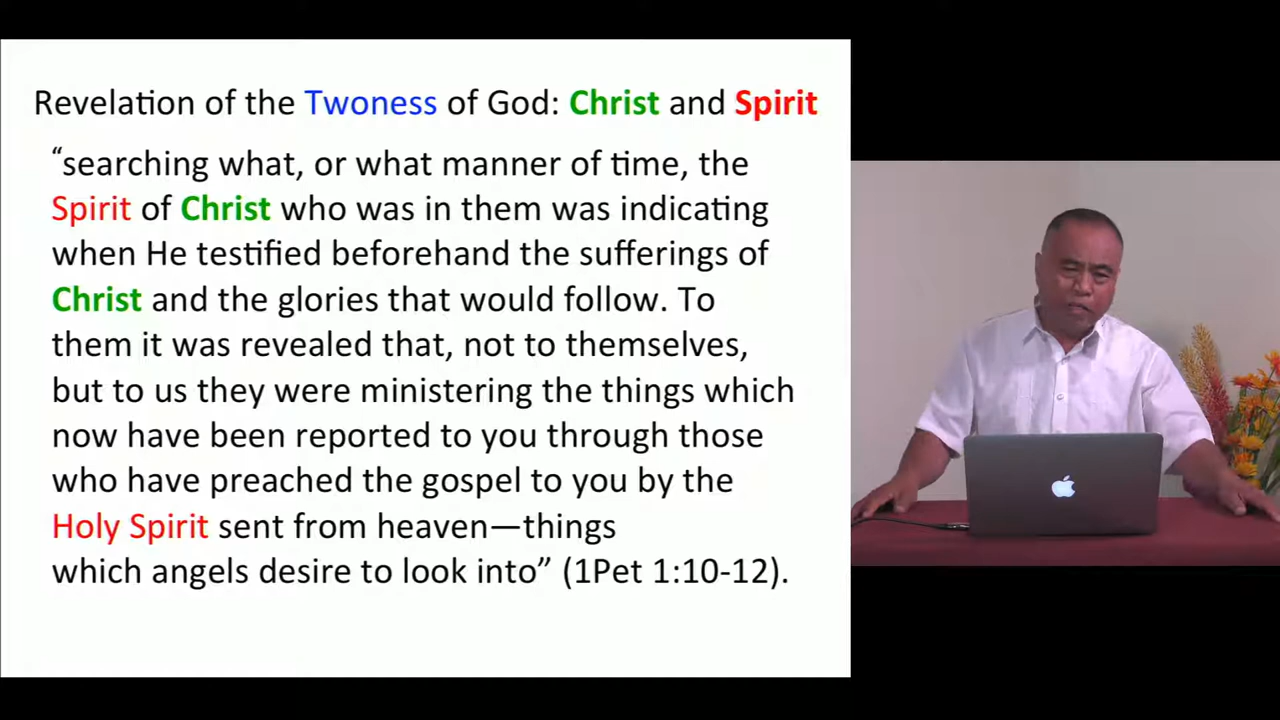 Revelation of the Twoness of God: Christ and Spirit
“searching what, or what manner of time, the
Spirit of Christ who was in them was indicating
when He testified beforehand the sufferings of
Christ and the glories that would follow. To
them it was revealed that, not to themselves,
but to us they were ministering the things which
now have been reported to you through those
who have preached the gospel to you by the
Holy Spirit sent from heaven—things
which angels desire to look into” (1Pet 1:10-12).